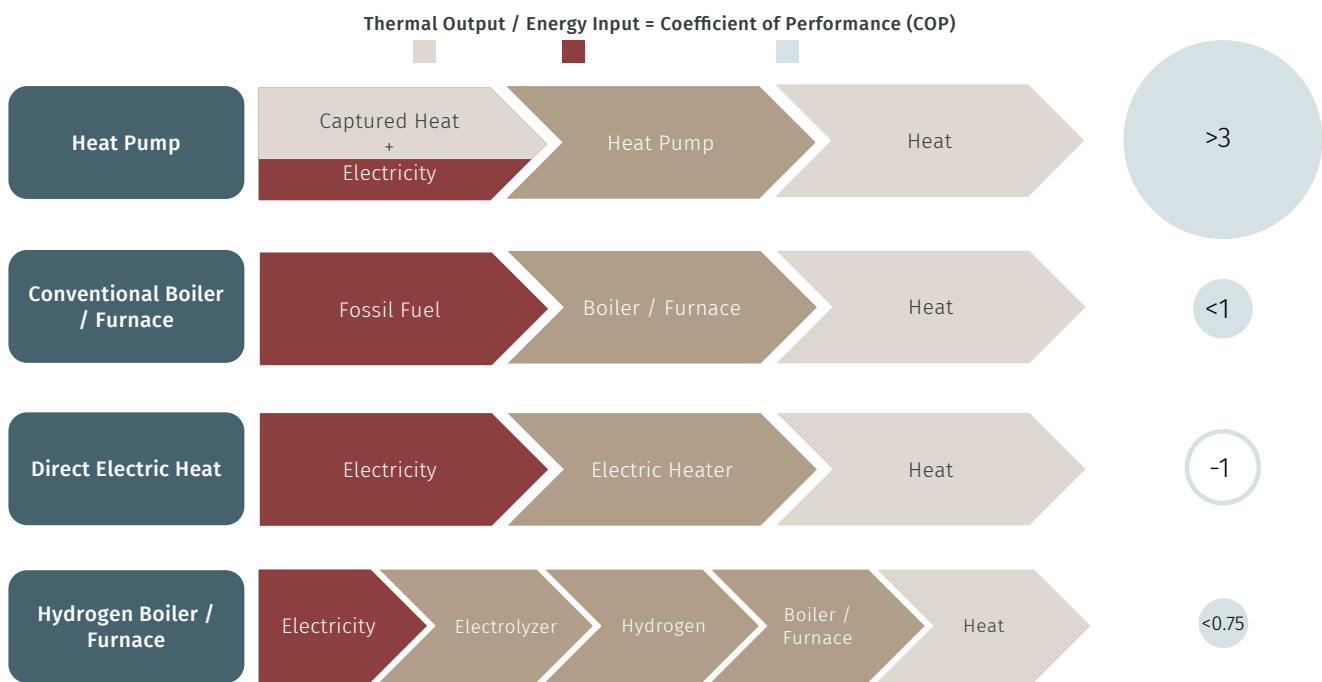 Thermal Output / Energy Input = Coefficient of Performance (COP)
Heat Pump
Captured Heat
+
Electricity
Heat Pump
Heat
>3
Conventional Boiler
/ Furnace
Fossil Fuel
Boiler / Furnace
Heat
<1
Direct Electric Heat
Electricity
Electric Heater
Heat
-1
Hydrogen Boiler /
Furnace
Electricity
Electrolyzer
Hydrogen
Boiler /
Furnace
Heat
<0.75